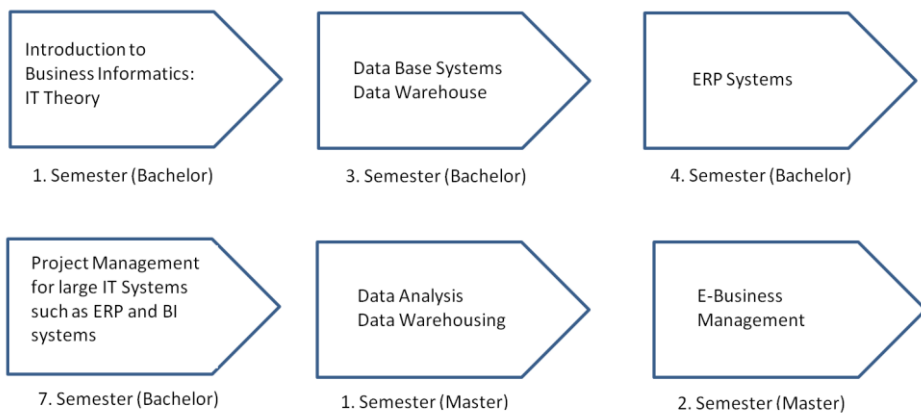 Introduction to
Business Informatics:
IT Theory
1. Semester (Bachelor)
Data Base Systems
Data Warehouse
3. Semester (Bachelor)
ERP Systems
4. Semester (Bachelor)
Project Management
for large IT Systems
such as ERP and BI
systems
7. Semester (Bachelor)
Data Analysis
Data Warehousing
1. Semester (Master)
E-Business
Management
2. Semester (Master)